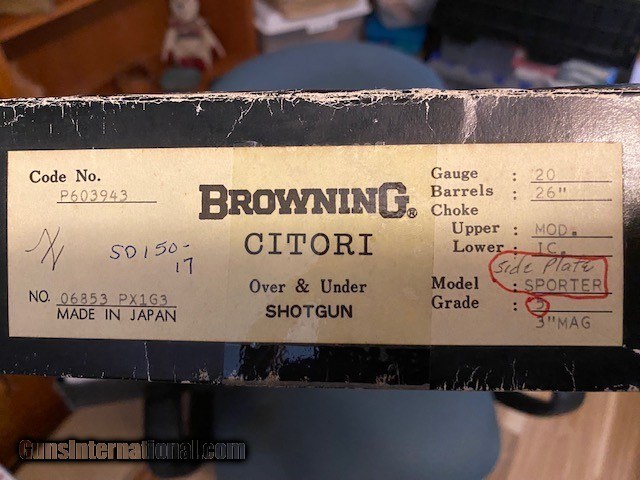 Code No.
P603943
SD150-
17
NO. 06853 PX1G3
MADE IN JAPAN
BROWNING®
CITORI
Over & Under
SHOTGUN
Gauge : 20
Barrels : 26"
Choke
Upper : MOD.
Lower : IC.
Side Plate
Model : SPORTER
Grade : 5
3"MAG
GunsInternational.com